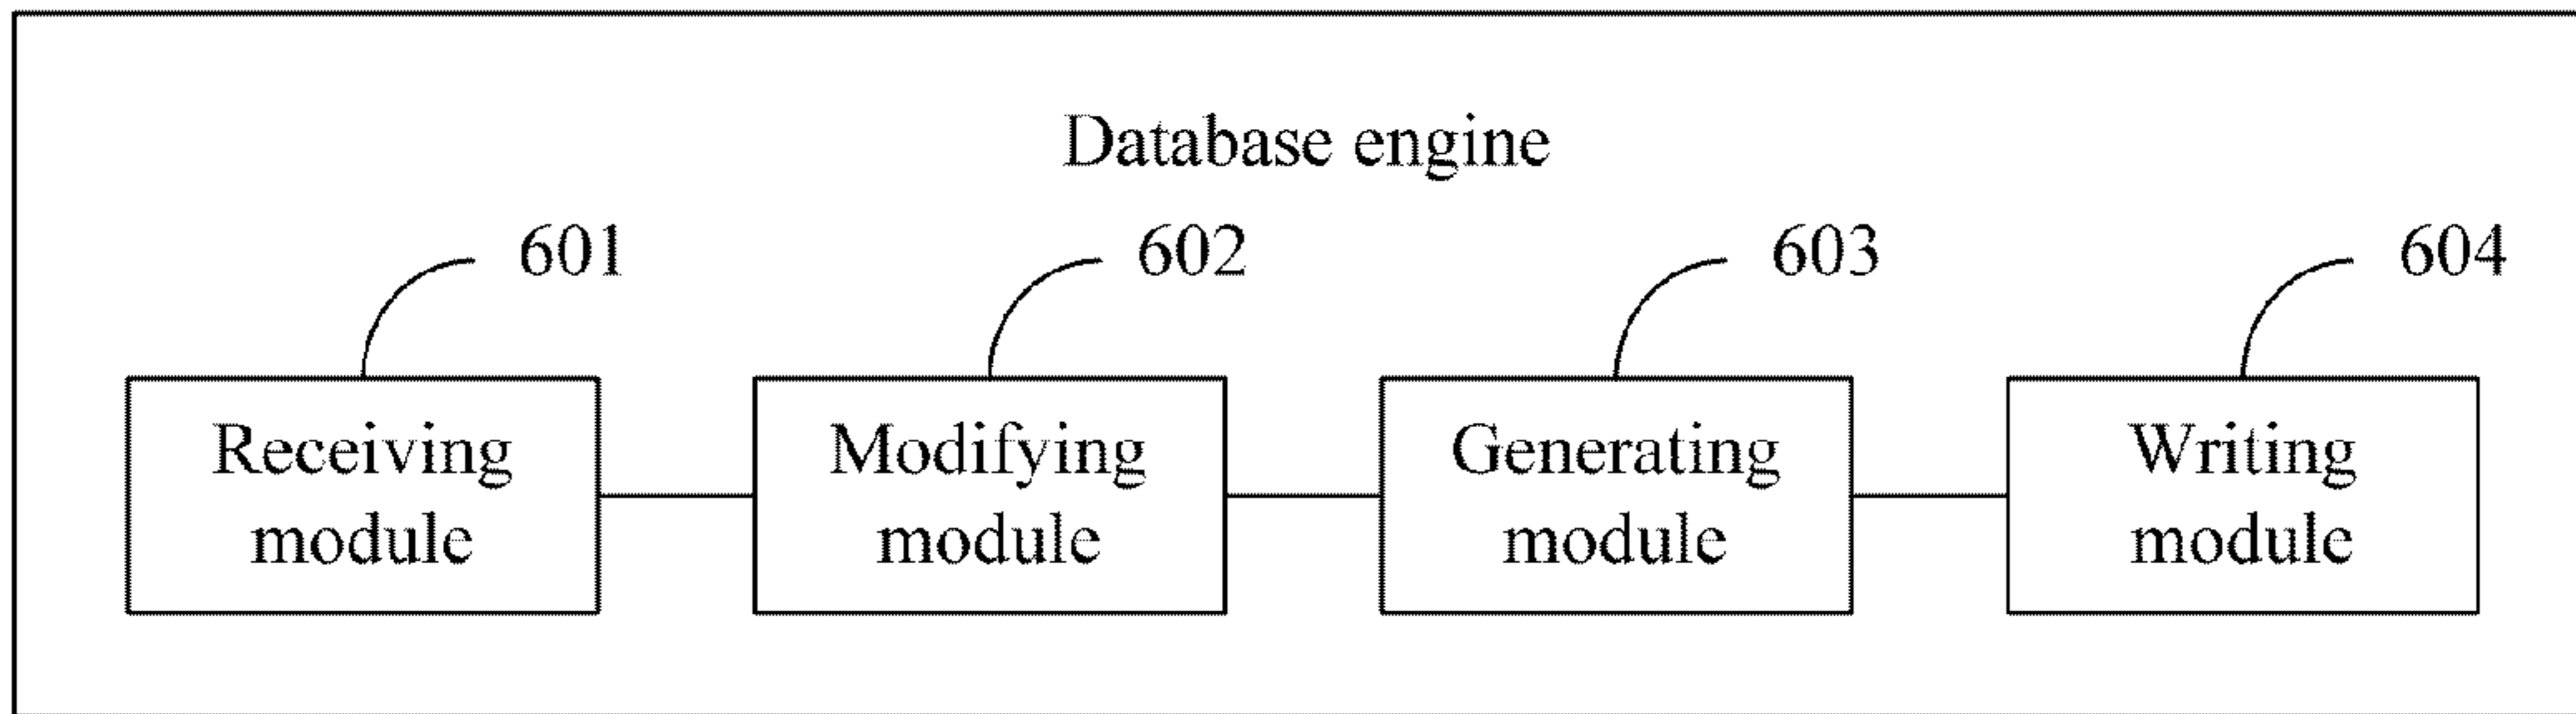 Database engine
601
602
603
604
Receiving
module
Modifying
module
Generating
module
Writing
module